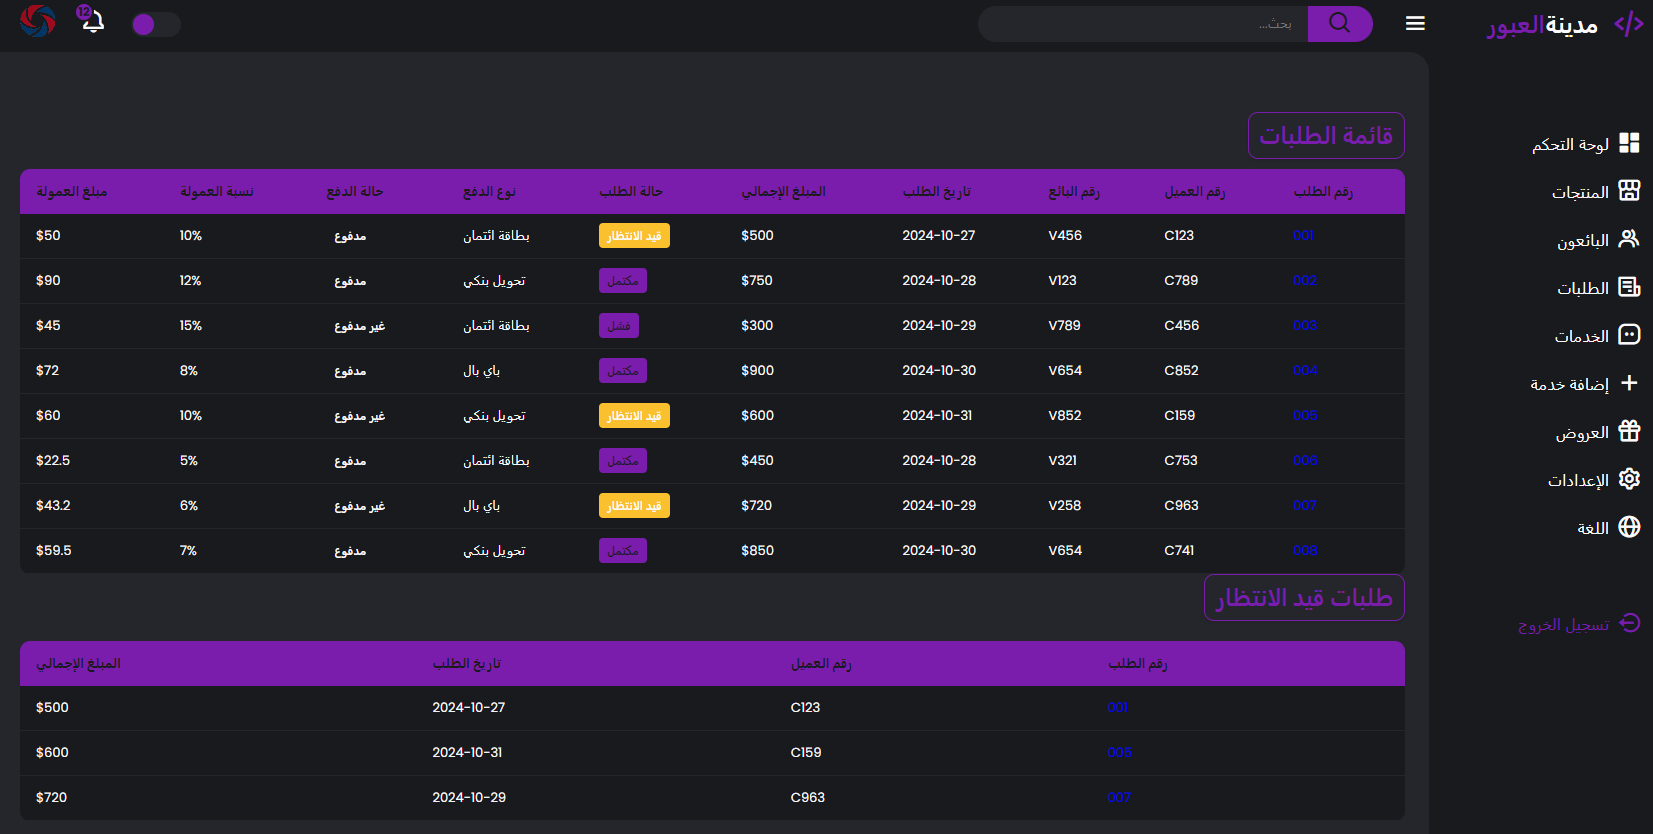 مدينةالعبور
بحث...
12
لوحة التحكم
المنتجات
البائعون
الطلبات
الخدمات
إضافة خدمة
العروض
الإعدادات
اللغة
تسجيل الخروج
قائمة الطلبات
رقم الطلب رقم العميل رقم البائع تاريخ الطلب المبلغ الإجمالي حالة الطلب نوع الدفع حالة الدفع نسبة العمولة مبلغ العمولة
001 C123 V456 2024-10-27 $500 قيد الانتظار بطاقة ائتمان مدفوع 10% $50
002 C789 V123 2024-10-28 $750 مكتمل تحويل بنكي مدفوع 12% $90
003 C456 V789 2024-10-29 $300 فشل بطاقة ائتمان غير مدفوع 15% $45
004 C852 V654 2024-10-30 $900 مكتمل باي بال مدفوع 8% $72
005 C159 V852 2024-10-31 $600 قيد الانتظار تحويل بنكي غير مدفوع 10% $60
006 C753 V321 2024-10-28 $450 مكتمل بطاقة ائتمان مدفوع 5% $22.5
007 C963 V258 2024-10-29 $720 قيد الانتظار باي بال غير مدفوع 6% $43.2
008 C741 V654 2024-10-30 $850 مكتمل تحويل بنكي مدفوع 7% $59.5
طلبات قيد الانتظار
رقم الطلب رقم العميل تاريخ الطلب المبلغ الإجمالي
001 C123 2024-10-27 $500
005 C159 2024-10-31 $600
007 C963 2024-10-29 $720